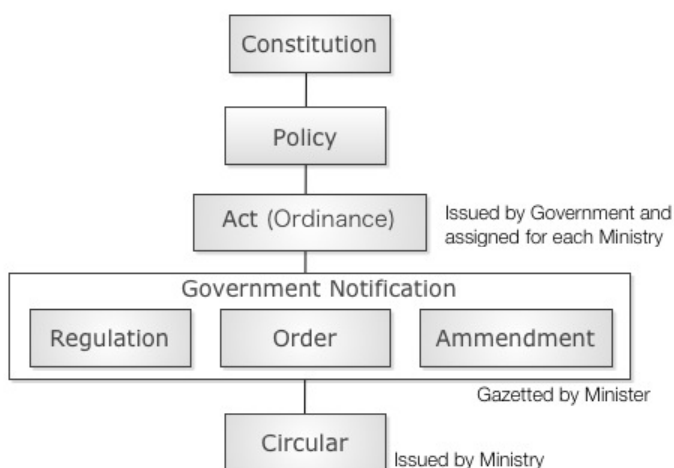 Constitution
Policy
Act (Ordinance)
Issued by Government and
assigned for each Ministry
Government Notification
Regulation
Order
Ammendment
Gazetted by Minister
Circular
Issued by Ministry